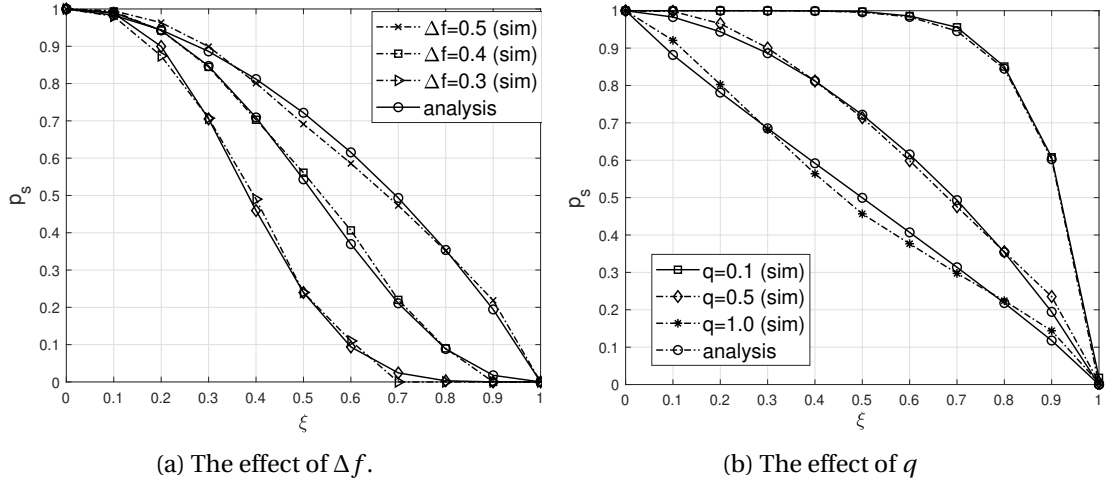 1
0.9
0.8
0.7
0.6
0.5
0.4
0.3
0.2
0.1
0
p_s
0 0.1 0.2 0.3 0.4 0.5 0.6 0.7 0.8 0.9 1
ξ
Δf=0.5 (sim)
Δf=0.4 (sim)
Δf=0.3 (sim)
analysis
(a) The effect of Δf.
1
0.9
0.8
0.7
0.6
0.5
0.4
0.3
0.2
0.1
0
p_s
0 0.1 0.2 0.3 0.4 0.5 0.6 0.7 0.8 0.9 1
ξ
q=0.1 (sim)
q=0.5 (sim)
q=1.0 (sim)
analysis
(b) The effect of q